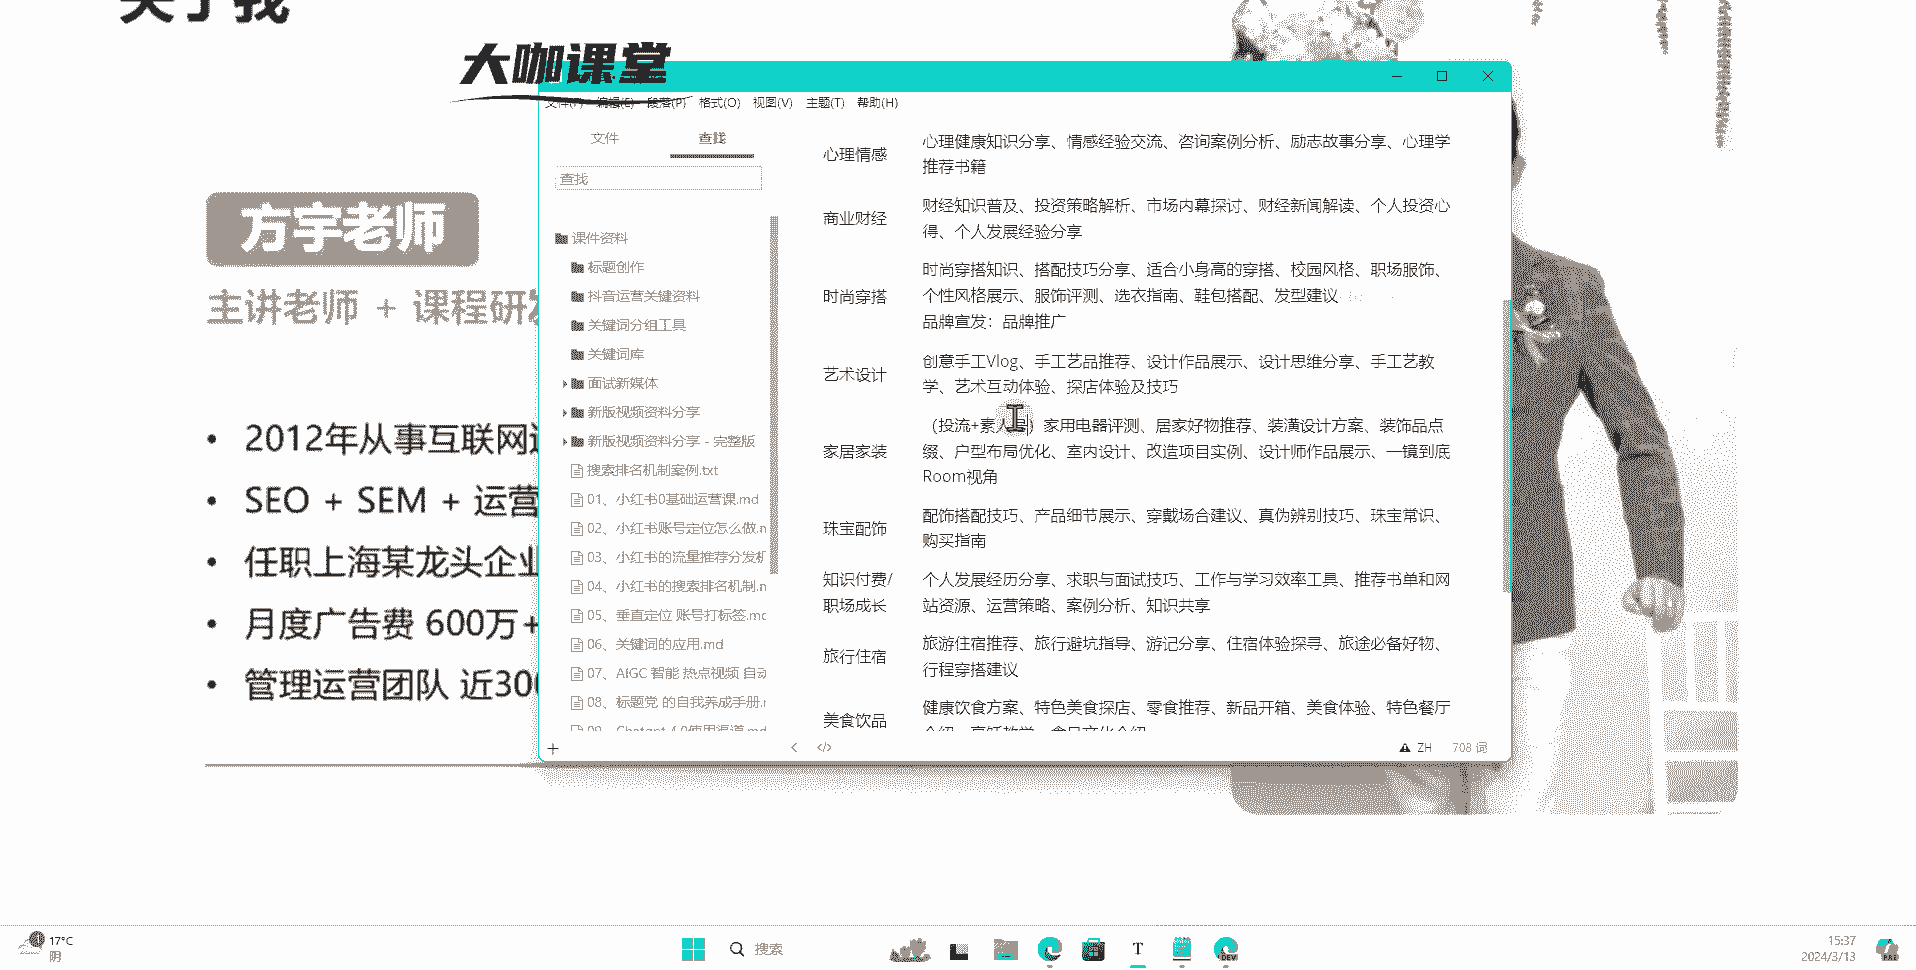 大咖课堂
文件(F) 编辑(E) 段落(P) 格式(O) 视图(V) 主题(T) 帮助(H)
方宇老师
主讲老师 + 课程研
2012年从事互联网
SEO + SEM + 运营
任职上海某龙头企业
月度广告费 600万+
管理运营团队 近30
文件 查找
查找
课件资料
标题创作
抖音运营关键资料
关键词分组工具
关键词库
面试新媒体
新版视频资料分享
新版视频资料分享 - 完整版
搜索排名机制案例.txt
01、小红书0基础运营课.md
02、小红书账号定位怎么做.
03、小红书的流量推荐分发机
04、小红书的搜索排名机制.
05、垂直定位 账号打标签.md
06、关键词的应用.md
07、AIGC 智能 热点视频 自动
08、标题党 的自我养成手册.
09、Chatgpt 4.0使用渠道.md
心理情感
心理健康知识分享、情感经验交流、咨询案例分析、励志故事分享、心理学
推荐书籍
商业财经
财经知识普及、投资策略解析、市场内幕探讨、财经新闻解读、个人投资心
得、个人发展经验分享
时尚穿搭
时尚穿搭知识、搭配技巧分享、适合小身高的穿搭、校园风格、职场服饰、
个性风格展示、服饰评测、选衣指南、鞋包搭配、发型建议
品牌宣发：品牌推广
艺术设计
创意手工Vlog、手工艺品推荐、设计作品展示、设计思维分享、手工艺教
学、艺术互动体验、探店体验及技巧
家居家装
（投流+素 ）家用电器评测、居家好物推荐、装潢设计方案、装饰品点
缀、户型布局优化、室内设计、改造项目实例、设计师作品展示、一镜到底
Room视角
珠宝配饰
配饰搭配技巧、产品细节展示、穿戴场合建议、真伪辨别技巧、珠宝常识、
购买指南
知识付费/
职场成长
个人发展经历分享、求职与面试技巧、工作与学习效率工具、推荐书单和网
站资源、运营策略、案例分析、知识共享
旅行住宿
旅游住宿推荐、旅行避坑指导、游记分享、住宿体验探寻、旅途必备好物、
行程穿搭建议
美食饮品
健康饮食方案、特色美食探店、零食推荐、新品开箱、美食体验、特色餐厅
ZH 708 词
17°C
阴
搜索
DEV
15:37
2024/3/13
PRE